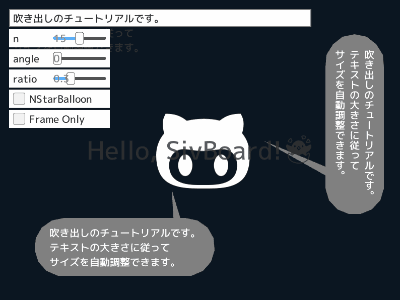 吹き出しのチュートリアルです。
n
15
って
きます。
angle
0
ratio
0.3
NStarBalloon
Frame Only
Hello, SivBoard!
吹き出しのチュートリアルです。
テキストの大きさに従って
サイズを自動調整できます。
吹き出しのチュートリアルです。
テキストの大きさに従って
サイズを自動調整できます。